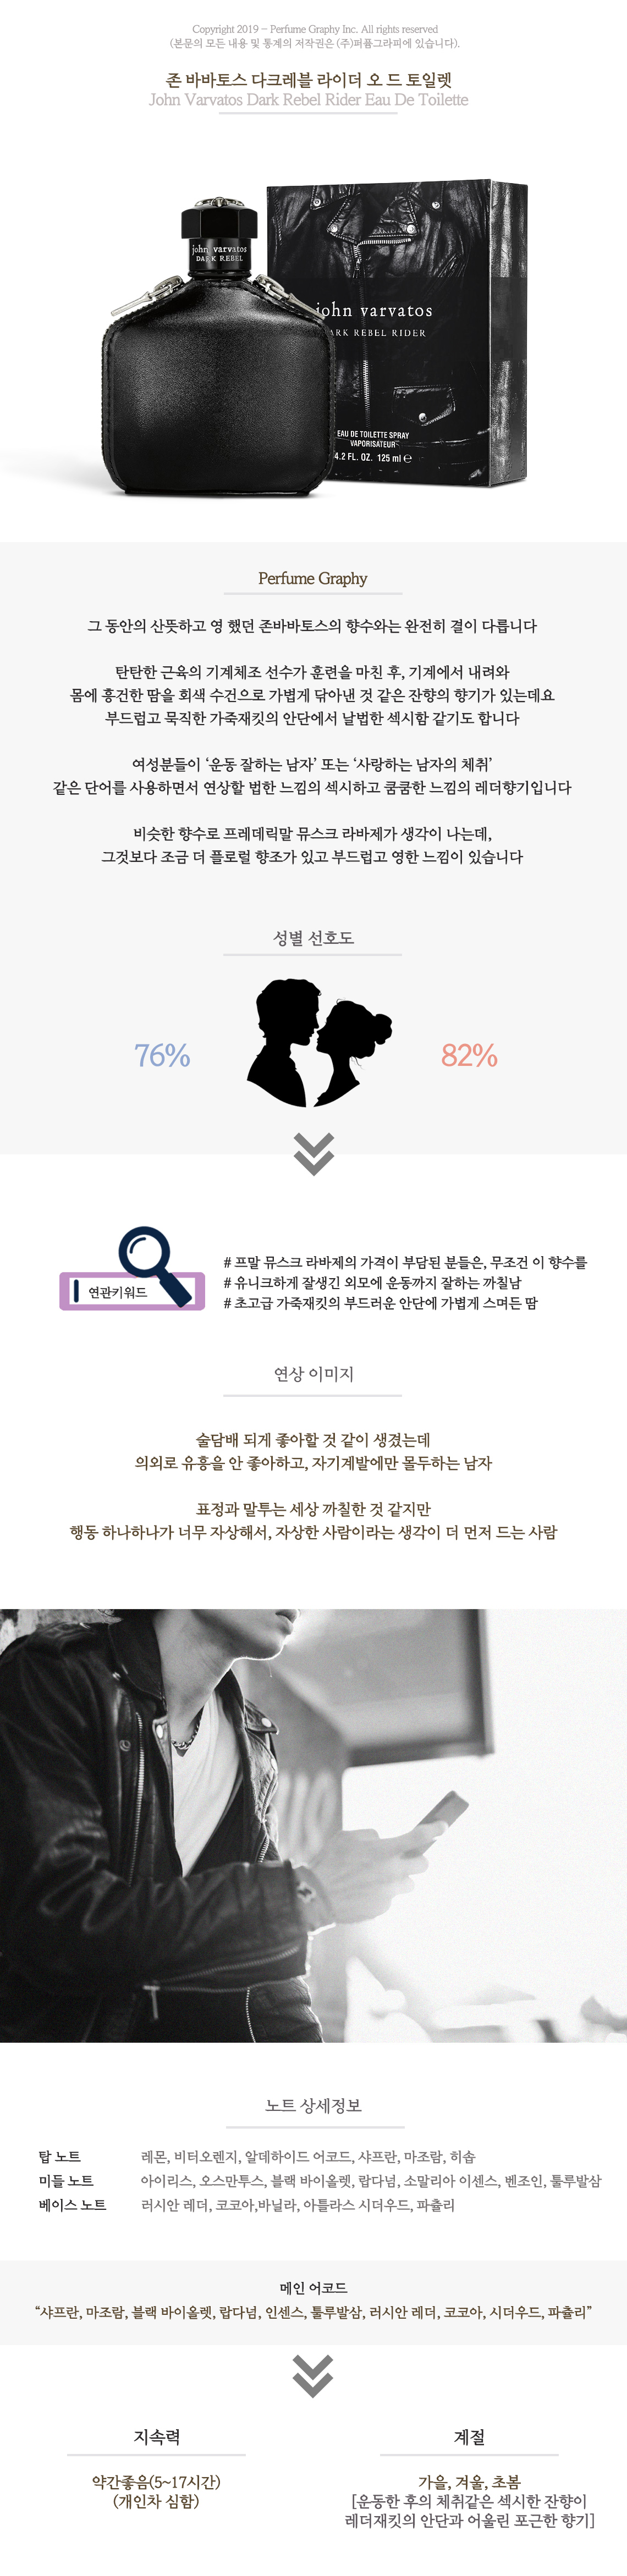 Copyright 2019 - Perfume Graphy Inc. All rights reserved
(본문의 모든 내용 및 통계의 저작권은 (주)퍼퓸그라피에 있습니다).
존 바바토스 다크레블 라이더 오 드 토일렛
John Varvatos Dark Rebel Rider Eau De Toilette
john varvatos
DARK REBEL
john varvatos
ARK REBEL RIDER
EAU DE TOILETTE SPRAY
VAPORISATEUR
4.2 FL. OZ. 125 ml ℮
Perfume Graphy
그 동안의 산뜻하고 영 했던 존바바토스의 향수와는 완전히 결이 다릅니다
탄탄한 근육의 기계체조 선수가 훈련을 마친 후, 기계에서 내려와
몸에 흥건한 땀을 회색 수건으로 가볍게 닦아낸 것 같은 잔향의 향기가 있는데요
부드럽고 묵직한 가죽재킷의 안단에서 날법한 섹시함 같기도 합니다
여성분들이 ‘운동 잘하는 남자’ 또는 ‘사랑하는 남자의 체취’
같은 단어를 사용하면서 연상할 법한 느낌의 섹시하고 쿰쿰한 느낌의 레더향기입니다
비슷한 향수로 프레데릭말 뮤스크 라바제가 생각이 나는데,
그것보다 조금 더 플로럴 향조가 있고 부드럽고 영한 느낌이 있습니다
성별 선호도
76%
82%
연관키워드
# 프말 뮤스크 라바제의 가격이 부담된 분들은, 무조건 이 향수를
# 유니크하게 잘생긴 외모에 운동까지 잘하는 까칠남
# 초고급 가죽재킷의 부드러운 안단에 가볍게 스며든 땀
연상 이미지
술담배 되게 좋아할 것 같이 생겼는데
의외로 유흥을 안 좋아하고, 자기계발에만 몰두하는 남자
표정과 말투는 세상 까칠한 것 같지만
행동 하나하나가 너무 자상해서, 자상한 사람이라는 생각이 더 먼저 드는 사람
노트 상세정보
탑 노트 레몬, 비터오렌지, 알데하이드 어코드, 샤프란, 마조람, 히솝
미들 노트 아이리스, 오스만투스, 블랙 바이올렛, 랍다넘, 소말리아 이센스, 벤조인, 톨루발삼
베이스 노트 러시안 레더, 코코아,바닐라, 아틀라스 시더우드, 파츌리
메인 어코드
“샤프란, 마조람, 블랙 바이올렛, 랍다넘, 인센스, 톨루발삼, 러시안 레더, 코코아, 시더우드, 파츌리”
지속력
약간좋음(5~17시간)
(개인차 심함)
계절
가을, 겨울, 초봄
[운동한 후의 체취같은 섹시한 잔향이
레더재킷의 안단과 어울린 포근한 향기]